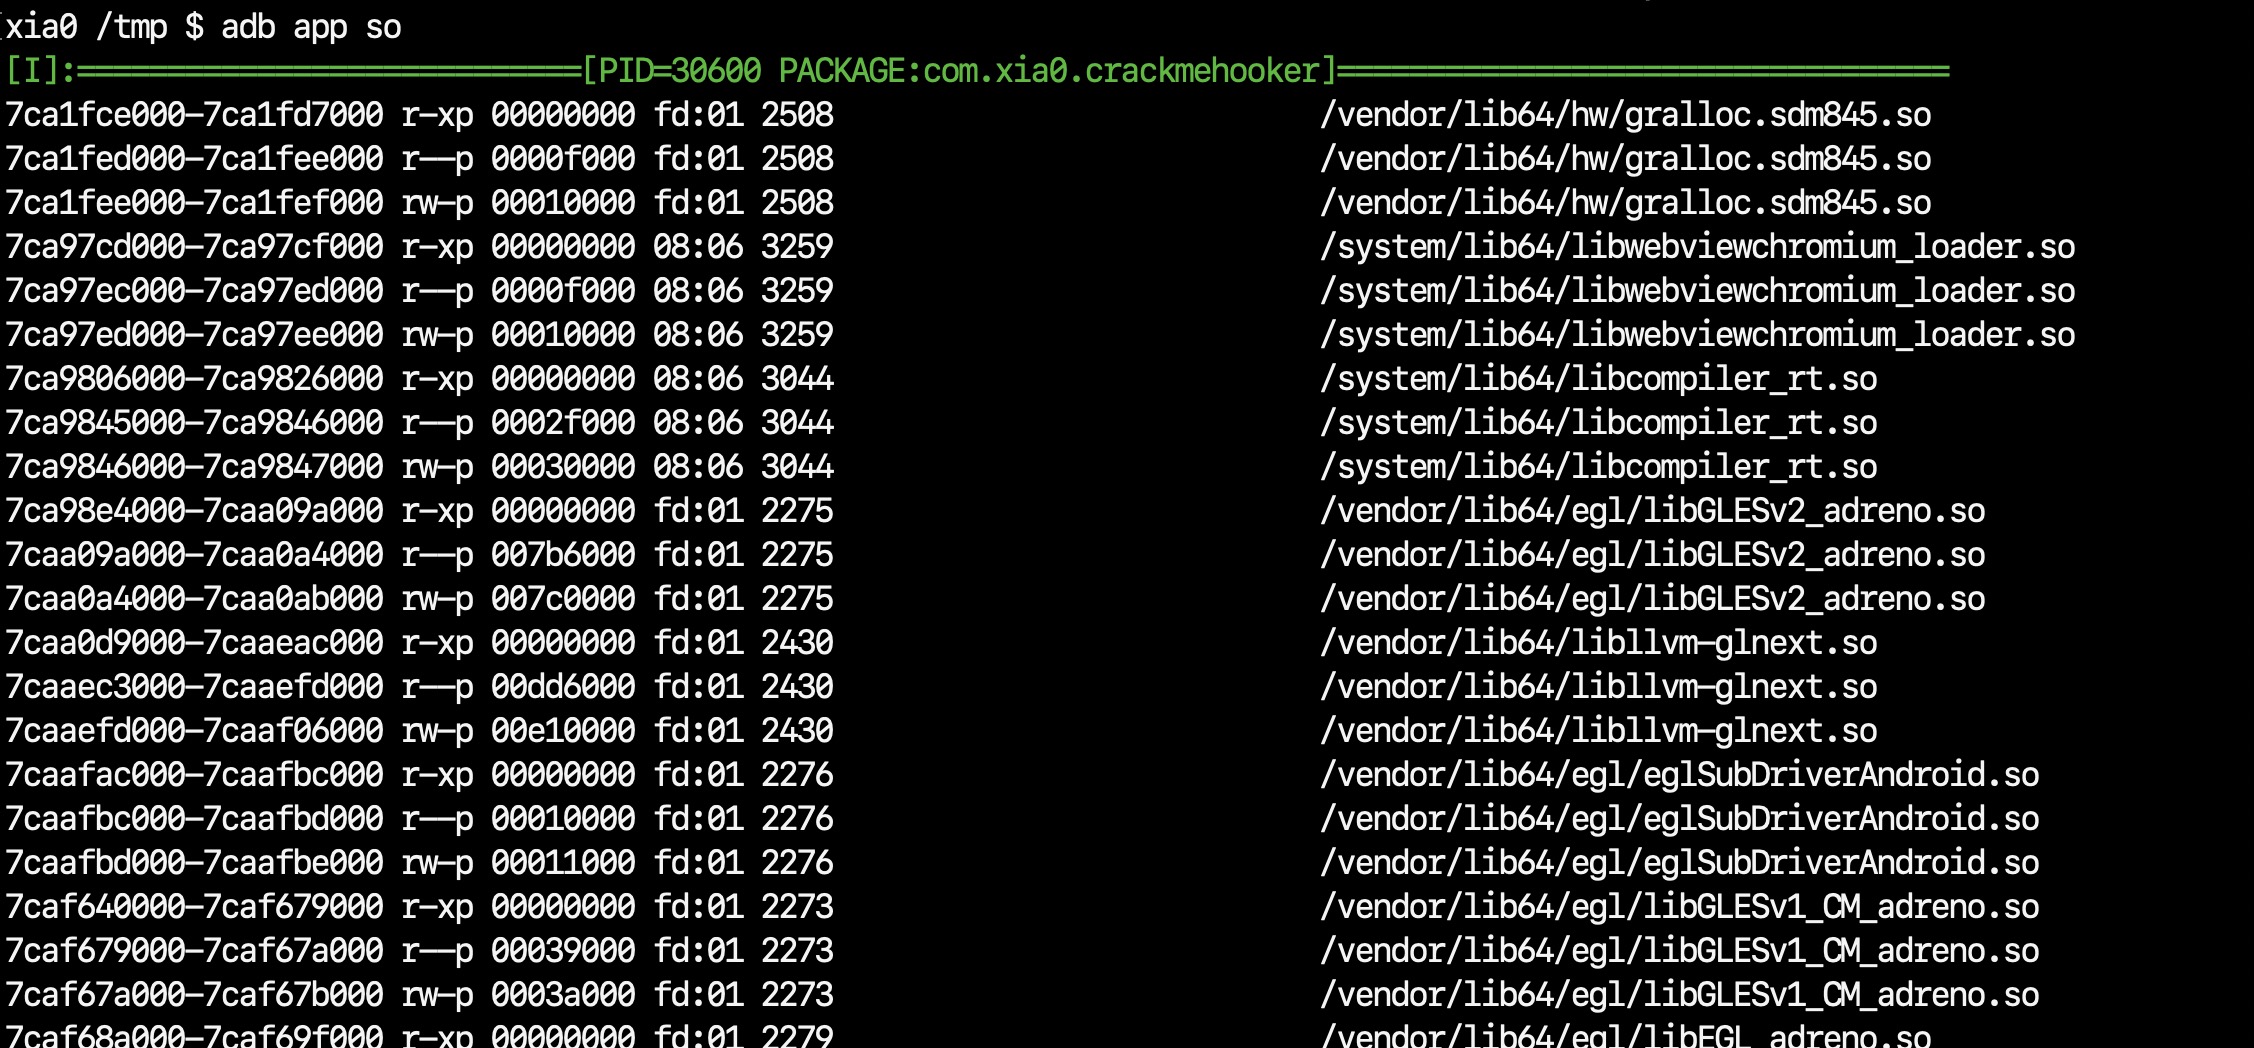 xia0 /tmp $ adb app so
[I]:============================[PID=30600 PACKAGE:com.xia0.crackmehooker]==================================
7ca1fce000-7ca1fd7000 r-xp 00000000 fd:01 2508 /vendor/lib64/hw/gralloc.sdm845.so
7ca1fed000-7ca1fee000 r--p 0000f000 fd:01 2508 /vendor/lib64/hw/gralloc.sdm845.so
7ca1fee000-7ca1fef000 rw-p 00010000 fd:01 2508 /vendor/lib64/hw/gralloc.sdm845.so
7ca97cd000-7ca97cf000 r-xp 00000000 08:06 3259 /system/lib64/libwebviewchromium_loader.so
7ca97ec000-7ca97ed000 r--p 0000f000 08:06 3259 /system/lib64/libwebviewchromium_loader.so
7ca97ed000-7ca97ee000 rw-p 00010000 08:06 3259 /system/lib64/libwebviewchromium_loader.so
7ca9806000-7ca9826000 r-xp 00000000 08:06 3044 /system/lib64/libcompiler_rt.so
7ca9845000-7ca9846000 r--p 0002f000 08:06 3044 /system/lib64/libcompiler_rt.so
7ca9846000-7ca9847000 rw-p 00030000 08:06 3044 /system/lib64/libcompiler_rt.so
7ca98e4000-7caa09a000 r-xp 00000000 fd:01 2275 /vendor/lib64/egl/libGLESv2_adreno.so
7caa09a000-7caa0a4000 r--p 007b6000 fd:01 2275 /vendor/lib64/egl/libGLESv2_adreno.so
7caa0a4000-7caa0ab000 rw-p 007c0000 fd:01 2275 /vendor/lib64/egl/libGLESv2_adreno.so
7caa0d9000-7caaeac000 r-xp 00000000 fd:01 2430 /vendor/lib64/libllvm-glnext.so
7caaec3000-7caaefd000 r--p 00dd6000 fd:01 2430 /vendor/lib64/libllvm-glnext.so
7caaefd000-7caaf06000 rw-p 00e10000 fd:01 2430 /vendor/lib64/libllvm-glnext.so
7caafac000-7caafbc000 r-xp 00000000 fd:01 2276 /vendor/lib64/egl/eglSubDriverAndroid.so
7caafbc000-7caafbd000 r--p 00010000 fd:01 2276 /vendor/lib64/egl/eglSubDriverAndroid.so
7caafbd000-7caafbe000 rw-p 00011000 fd:01 2276 /vendor/lib64/egl/eglSubDriverAndroid.so
7caf640000-7caf679000 r-xp 00000000 fd:01 2273 /vendor/lib64/egl/libGLESv1_CM_adreno.so
7caf679000-7caf67a000 r--p 00039000 fd:01 2273 /vendor/lib64/egl/libGLESv1_CM_adreno.so
7caf67a000-7caf67b000 rw-p 0003a000 fd:01 2273 /vendor/lib64/egl/libGLESv1_CM_adreno.so
7caf68a000-7caf69f000 r-xp 00000000 fd:01 2279 /vendor/lib64/egl/libEGL_adreno.so